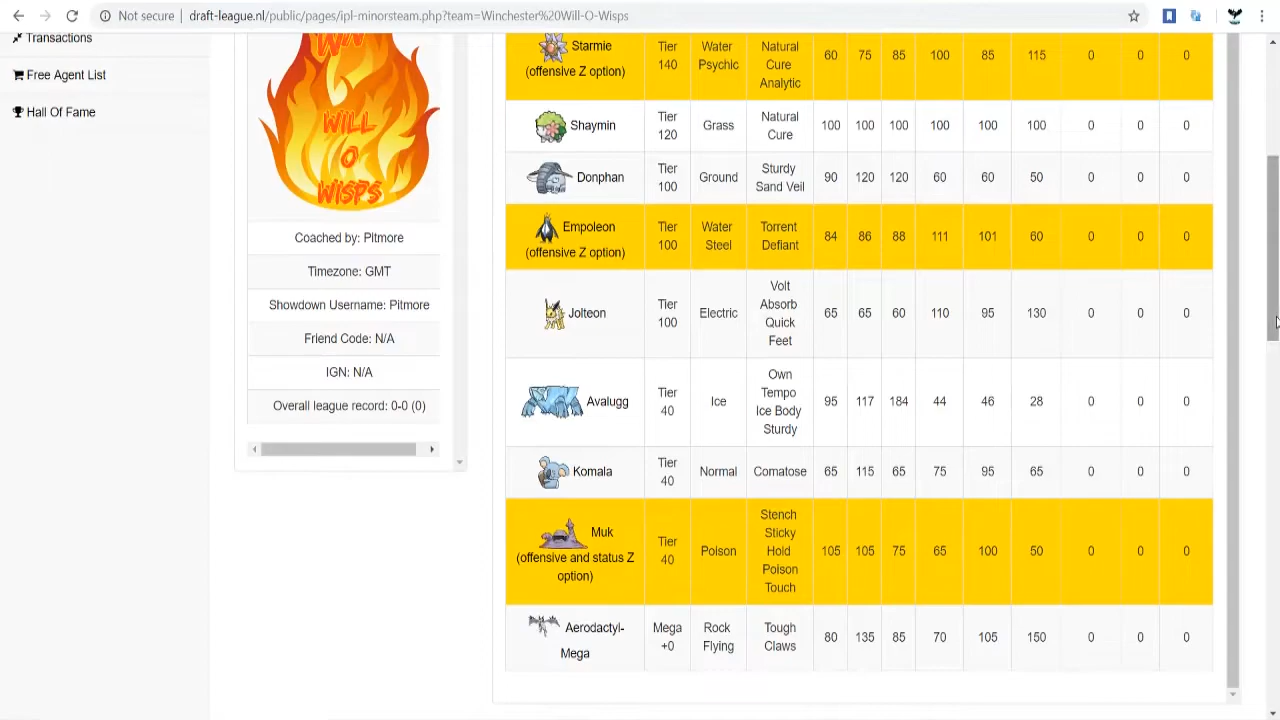 Not secure | draft-league.nl/public/pages/ipl-minorsteam.php?team=Winchester%20Will-O-Wisps
Transactions
Free Agent List
Hall Of Fame
WILL
O
WISPS
Coached by: Pitmore
Timezone: GMT
Showdown Username: Pitmore
Friend Code: N/A
IGN: N/A
Overall league record: 0-0 (0)
Starmie (offensive Z option) Tier 140 Water Psychic Natural Cure Analytic 60 75 85 100 85 115 0 0 0
Shaymin Tier 120 Grass Natural Cure 100 100 100 100 100 100 0 0 0
Donphan Tier 100 Ground Sturdy Sand Veil 90 120 120 60 60 50 0 0 0
Empoleon (offensive Z option) Tier 100 Water Steel Torrent Defiant 84 86 88 111 101 60 0 0 0
Jolteon Tier 100 Electric Volt Absorb Quick Feet 65 65 60 110 95 130 0 0 0
Avalugg Tier 40 Ice Own Tempo Ice Body Sturdy 95 117 184 44 46 28 0 0 0
Komala Tier 40 Normal Comatose 65 115 65 75 95 65 0 0 0
Muk (offensive and status Z option) Tier 40 Poison Stench Sticky Hold Poison Touch 105 105 75 65 100 50 0 0 0
Aerodactyl-Mega Mega +0 Rock Flying Tough Claws 80 135 85 70 105 150 0 0 0